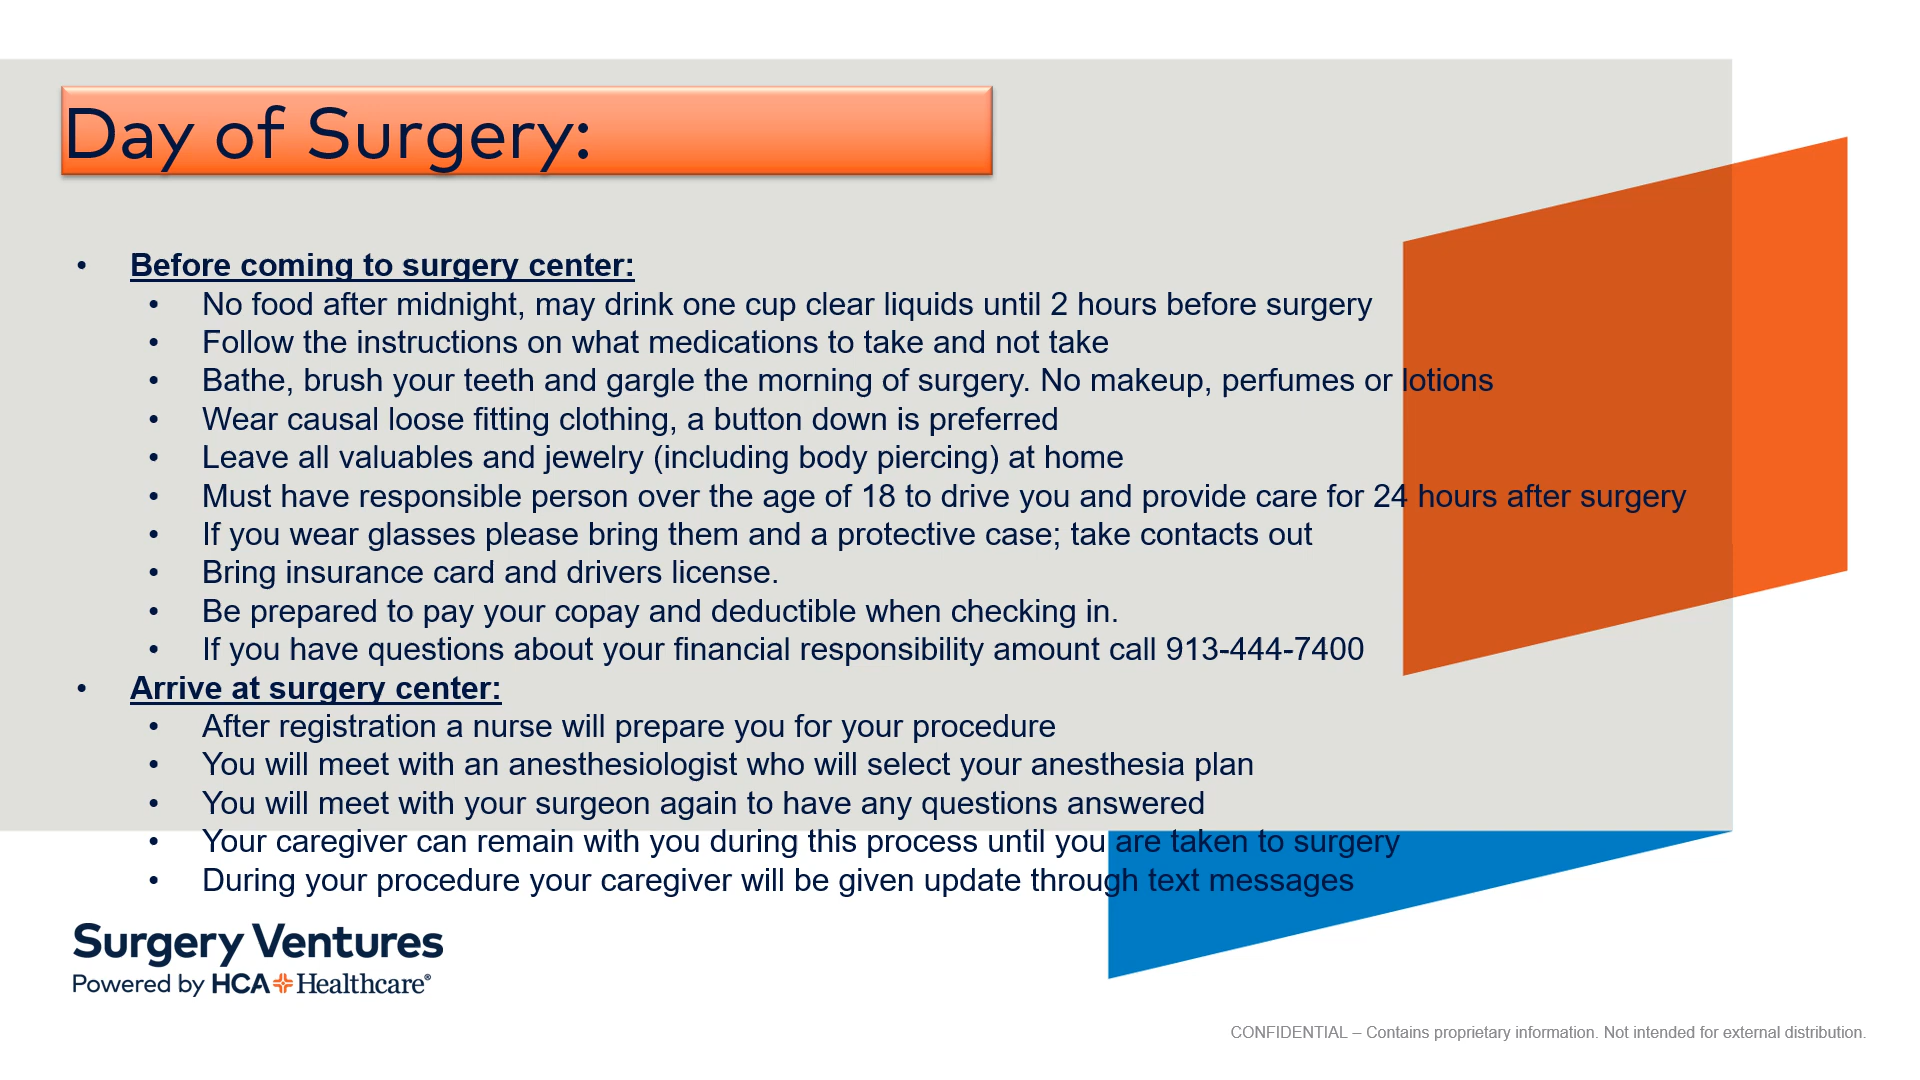 Day of Surgery:
• Before coming to surgery center:
• No food after midnight, may drink one cup clear liquids until 2 hours before surgery
• Follow the instructions on what medications to take and not take
• Bathe, brush your teeth and gargle the morning of surgery. No makeup, perfumes or lotions
• Wear causal loose fitting clothing, a button down is preferred
• Leave all valuables and jewelry (including body piercing) at home
• Must have responsible person over the age of 18 to drive you and provide care for 24 hours after surgery
• If you wear glasses please bring them and a protective case; take contacts out
• Bring insurance card and drivers license.
• Be prepared to pay your copay and deductible when checking in.
• If you have questions about your financial responsibility amount call 913-444-7400
• Arrive at surgery center:
• After registration a nurse will prepare you for your procedure
• You will meet with an anesthesiologist who will select your anesthesia plan
• You will meet with your surgeon again to have any questions answered
• Your caregiver can remain with you during this process until you are taken to surgery
• During your procedure your caregiver will be given update through text messages
Surgery Ventures
Powered by HCA Healthcare®
CONFIDENTIAL – Contains proprietary information. Not intended for external distribution.